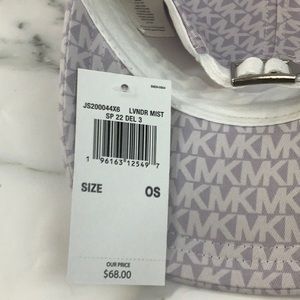 JS200044X6 LVNDR MIST
SP 22 DEL 3
1 96163 12549 7
SIZE OS
OUR PRICE
$68.00
MK MK MK MK